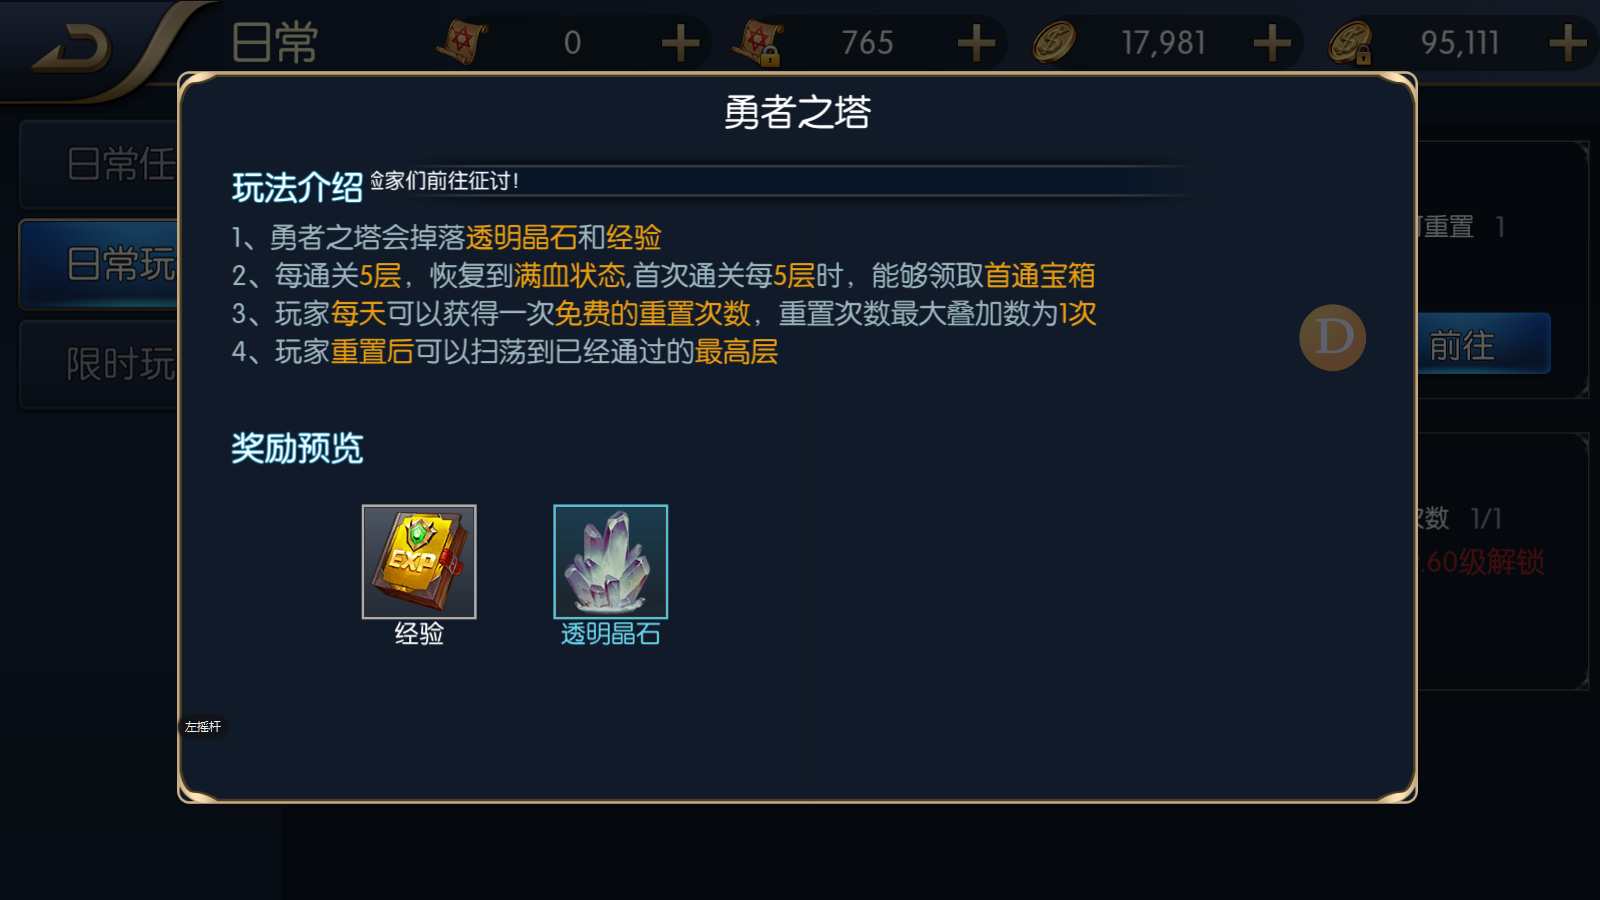 日常
0
765
17,981
95,111
勇者之塔
日常任
日常玩
限时玩
家们前往征讨!
玩法介绍
1、勇者之塔会掉落透明晶石和经验
2、每通关5层，恢复到满血状态,首次通关每5层时，能够领取首通宝箱
3、玩家每天可以获得一次免费的重置次数，重置次数最大叠加数为1次
4、玩家重置后可以扫荡到已经通过的最高层
重置 1
D
前往
奖励预览
EXP
经验
透明晶石
数 1/1
60级解锁
左摇杆